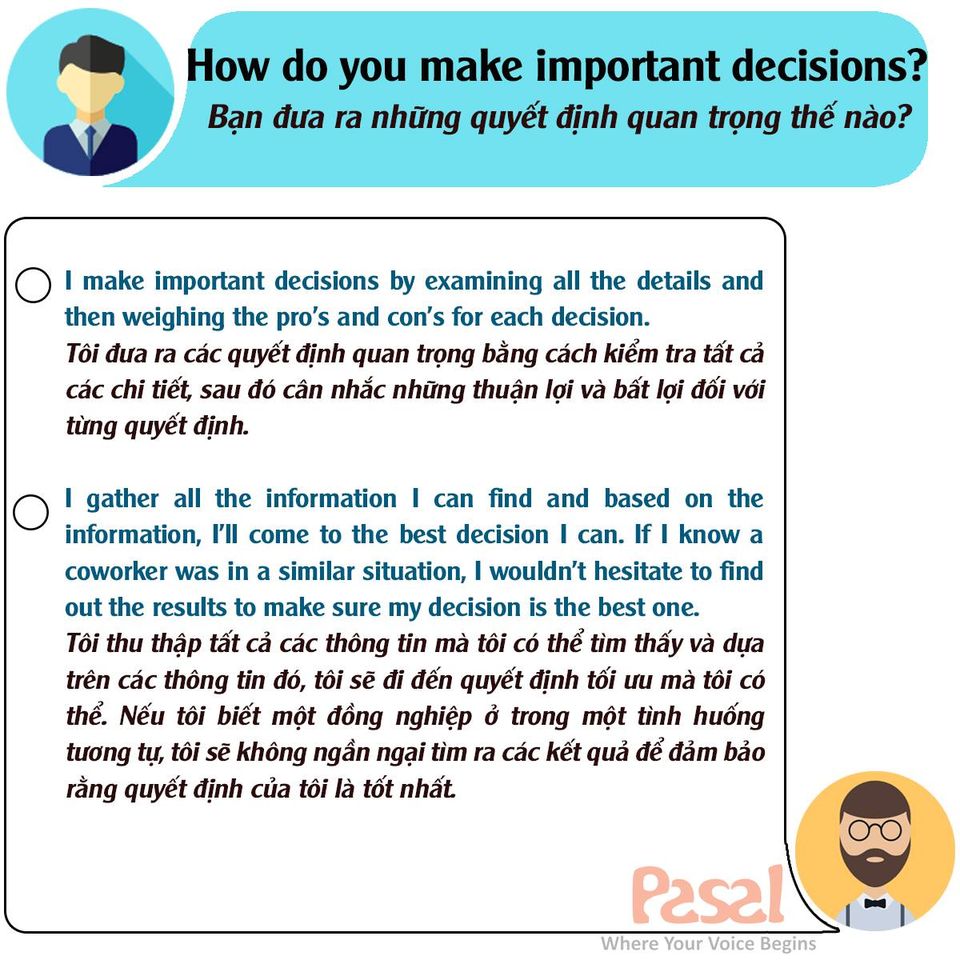 How do you make important decisions?
Bạn đưa ra những quyết định quan trọng thế nào?
I make important decisions by examining all the details and
then weighing the pro's and con's for each decision.
Tôi đưa ra các quyết định quan trọng bằng cách kiểm tra tất cả
các chi tiết, sau đó cân nhắc những thuận lợi và bất lợi đối với
từng quyết định.
I gather all the information I can find and based on the
information, I'll come to the best decision I can. If I know a
coworker was in a similar situation, I wouldn't hesitate to find
out the results to make sure my decision is the best one.
Tôi thu thập tất cả các thông tin mà tôi có thể tìm thấy và dựa
trên các thông tin đó, tôi sẽ đi đến quyết định tối ưu mà tôi có
thể. Nếu tôi biết một đồng nghiệp ở trong một tình huống
tương tự, tôi sẽ không ngần ngại tìm ra các kết quả để đảm bảo
rằng quyết định của tôi là tốt nhất.
Pasal
Where Your Voice Begins